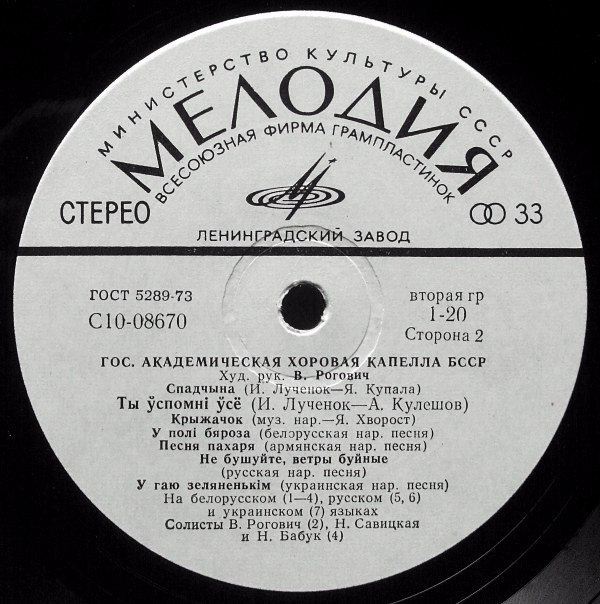 МИНИСТЕРСТВО КУЛЬТУРЫ СССР
МЕЛОДИЯ
ВСЕСОЮЗНАЯ ФИРМА ГРАМПЛАСТИНОК
СТЕРЕО
33
ЛЕНИНГРАДСКИЙ ЗАВОД
ГОСТ 5289-73
вторая гр
С10-08670
1-20
Сторона 2
ГОС. АКАДЕМИЧЕСКАЯ ХОРОВАЯ КАПЕЛЛА БССР
Худ. рук. В. Рогович
Спадчына (И. Лученок—Я. Купала)
Ты ўспомні ўсё (И. Лученок—А. Кулешов)
Крыжачок (муз. нар.—Я. Хворост)
У полі бяроза (белорусская нар. песня)
Песня пахаря (армянская нар. песня)
Не бушуйте, ветры буйные
(русская нар. песня)
У гаю зеляненькім (украинская нар. песня)
На белорусском (1—4), русском (5, 6)
и украинском (7) языках
Солисты В. Рогович (2), Н. Савицкая
и Н. Бабук (4)